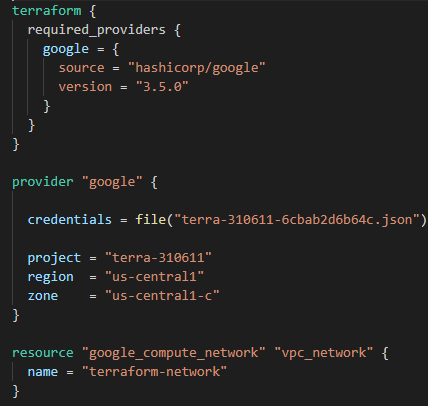 terraform {
  required_providers {
    google = {
      source = "hashicorp/google"
      version = "3.5.0"
    }
  }
}
provider "google" {
  credentials = file("terra-310611-6cbab2d6b64c.json")
  project = "terra-310611"
  region  = "us-central1"
  zone    = "us-central1-c"
}
resource "google_compute_network" "vpc_network" {
  name = "terraform-network"
}